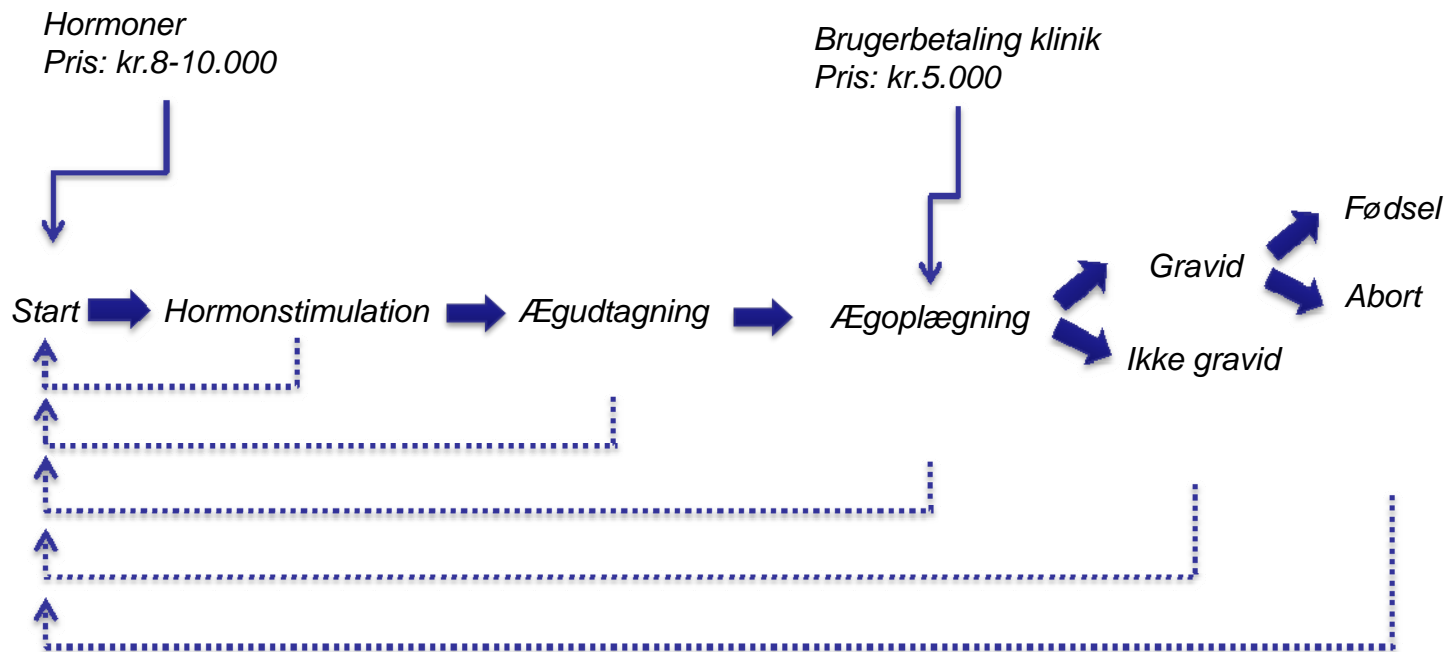 Hormoner
Pris: kr.8-10.000
Brugerbetaling klinik
Pris: kr.5.000
Fødsel
Gravid
Start
Hormonstimulation
Ægudtagning
Ægoplægning
Abort
Ikke gravid